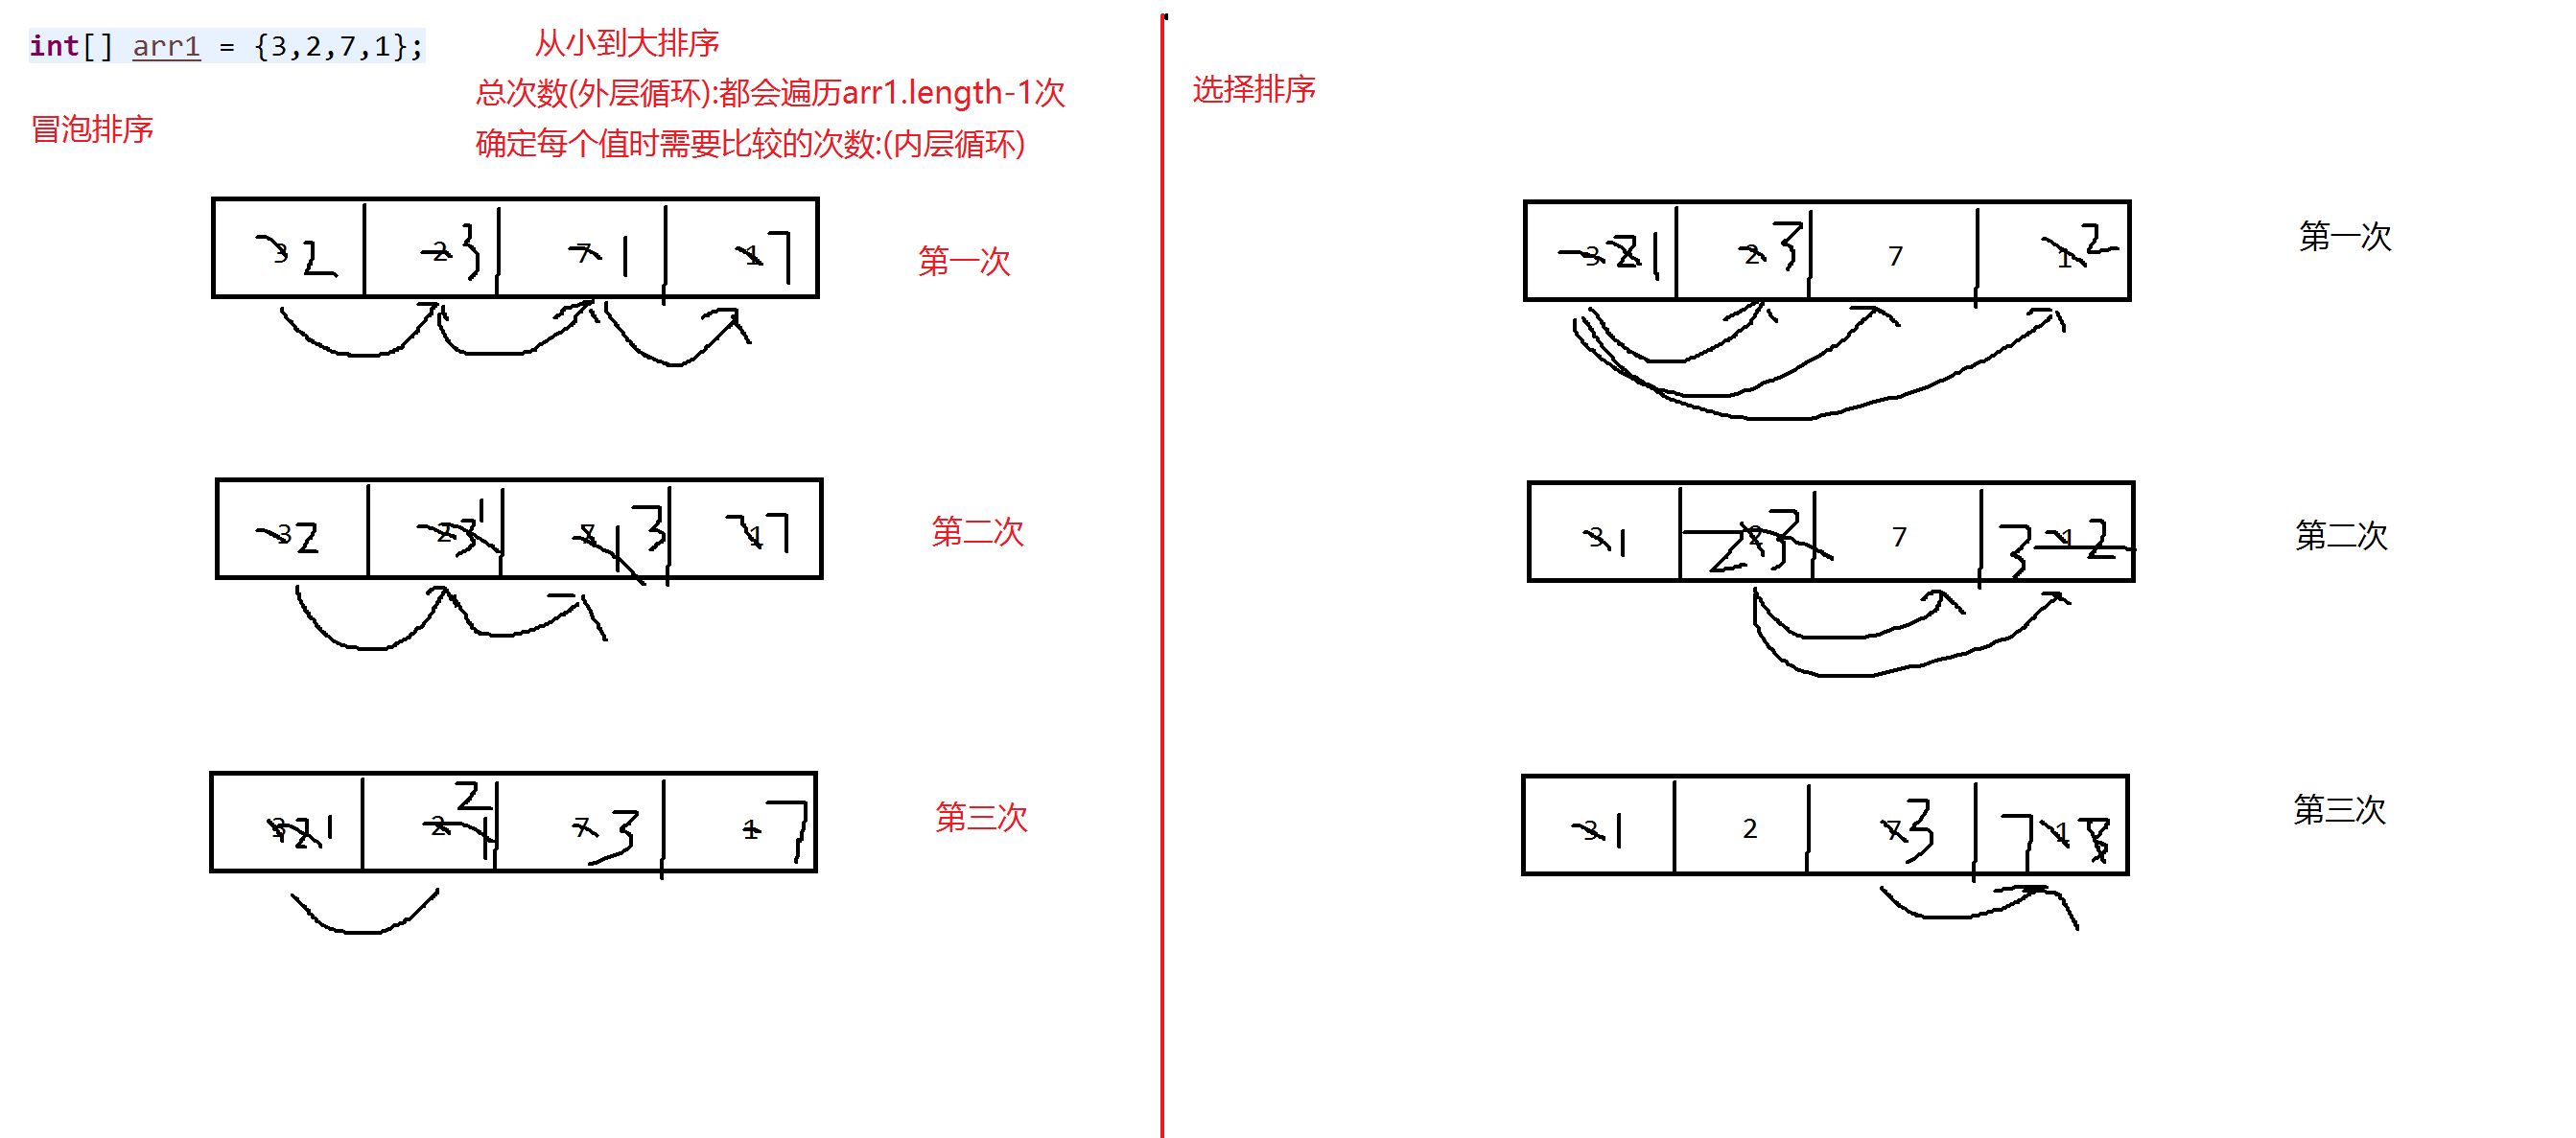 int[] arr1 = {3,2,7,1};
从小到大排序
总次数(外层循环):都会遍历arr1.length-1次
冒泡排序
确定每个值时需要比较的次数:(内层循环)
3 2 2 3 7 1 1 7
第一次
3 2 2 3 1 7 1 3 1 7
第二次
3 2 1 2 1 2 7 3 1 7
第三次
选择排序
3 2 1 2 3 7 1 2
第一次
3 1 2 3 2 7 3 1 2
第二次
3 1 2 7 3 7 1 3
第三次